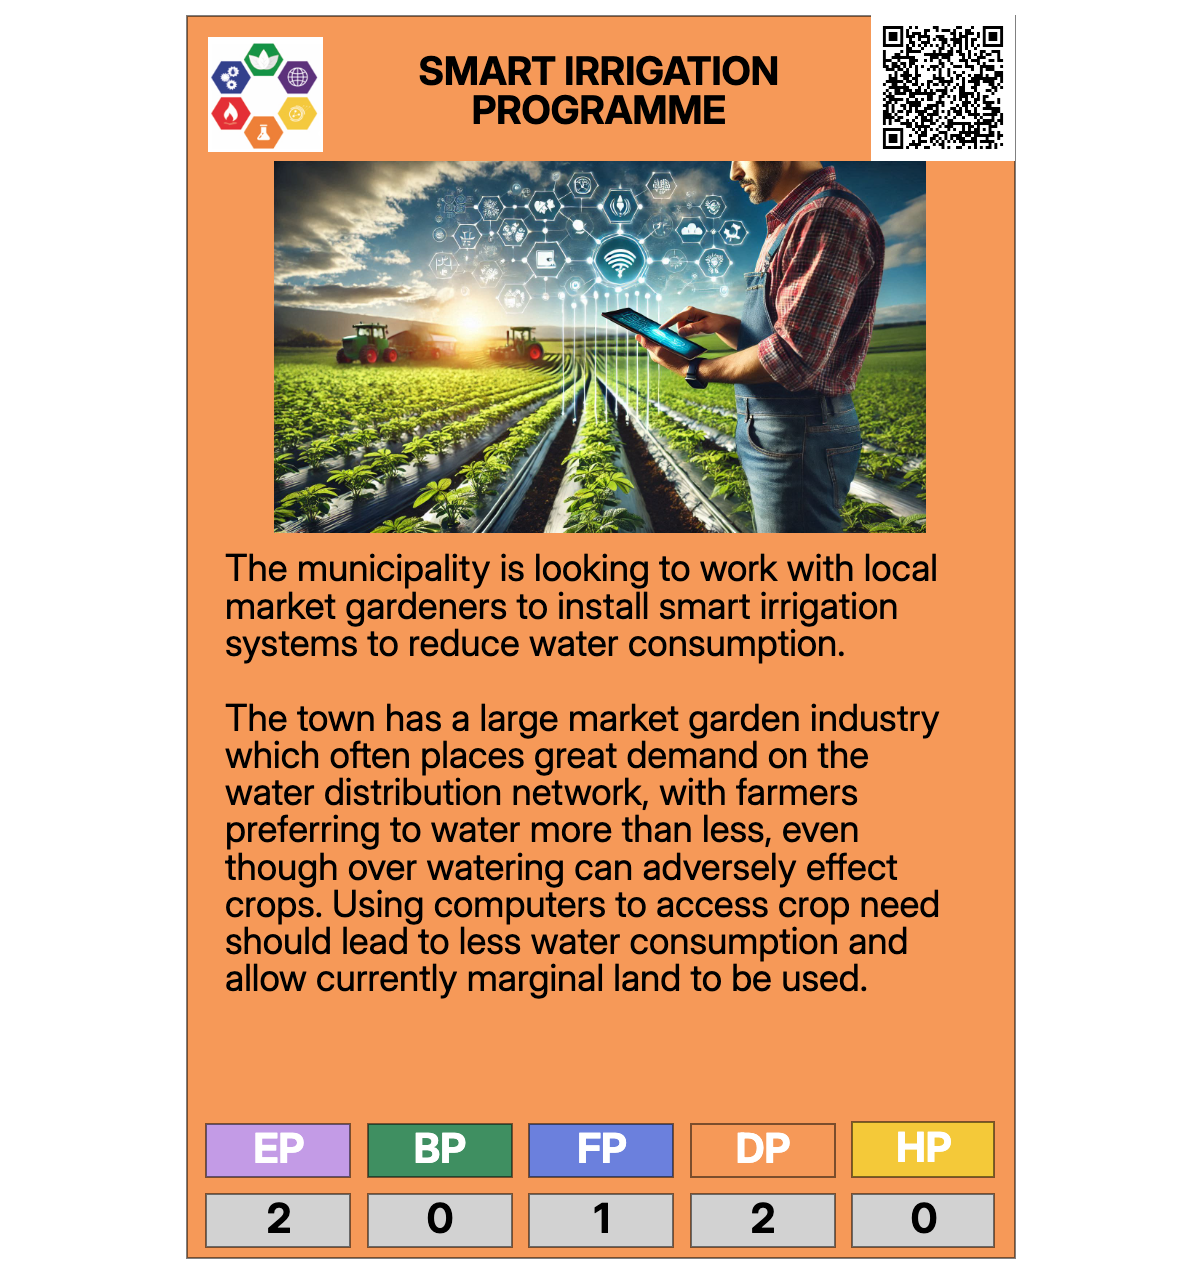 SMART IRRIGATION
PROGRAMME
The municipality is looking to work with local
market gardeners to install smart irrigation
systems to reduce water consumption.
The town has a large market garden industry
which often places great demand on the
water distribution network, with farmers
preferring to water more than less, even
though over watering can adversely effect
crops. Using computers to access crop need
should lead to less water consumption and
allow currently marginal land to be used.
EP BP FP DP HP
2 0 1 2 0